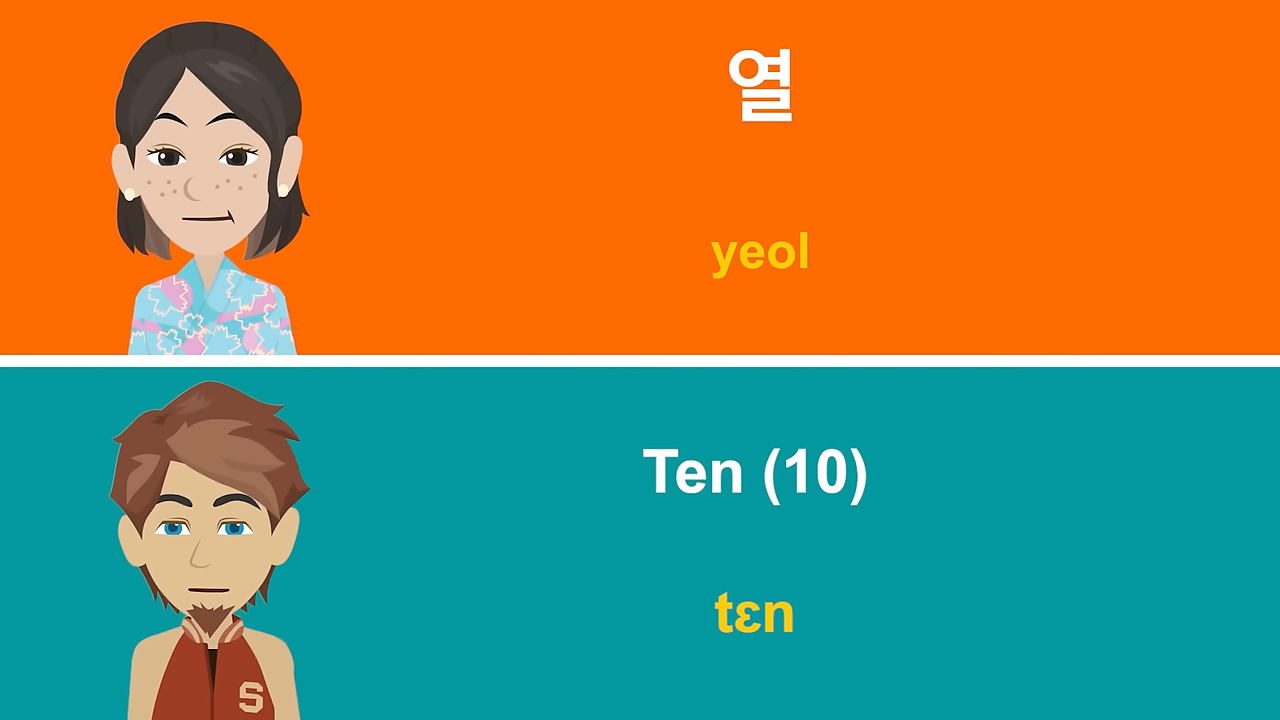 열
yeol
Ten (10)
tɛn
S